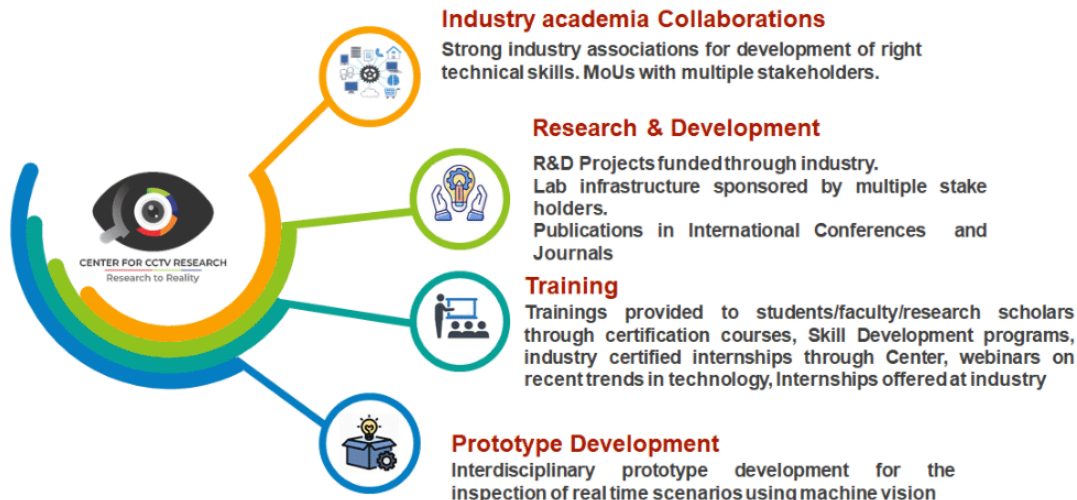 Industry academia Collaborations
Strong industry associations for development of right
technical skills. MoUs with multiple stakeholders.
Research & Development
R&D Projects funded through industry.
Lab infrastructure sponsored by multiple stake
holders.
Publications in International Conferences and
Journals
CENTER FOR CCTV RESEARCH
Research to Reality
Training
Trainings provided to students/faculty/research scholars
through certification courses, Skill Development programs,
industry certified internships through Center, webinars on
recent trends in technology, Internships offered at industry
Prototype Development
Interdisciplinary prototype development for the
inspection of real time scenarios using machine vision